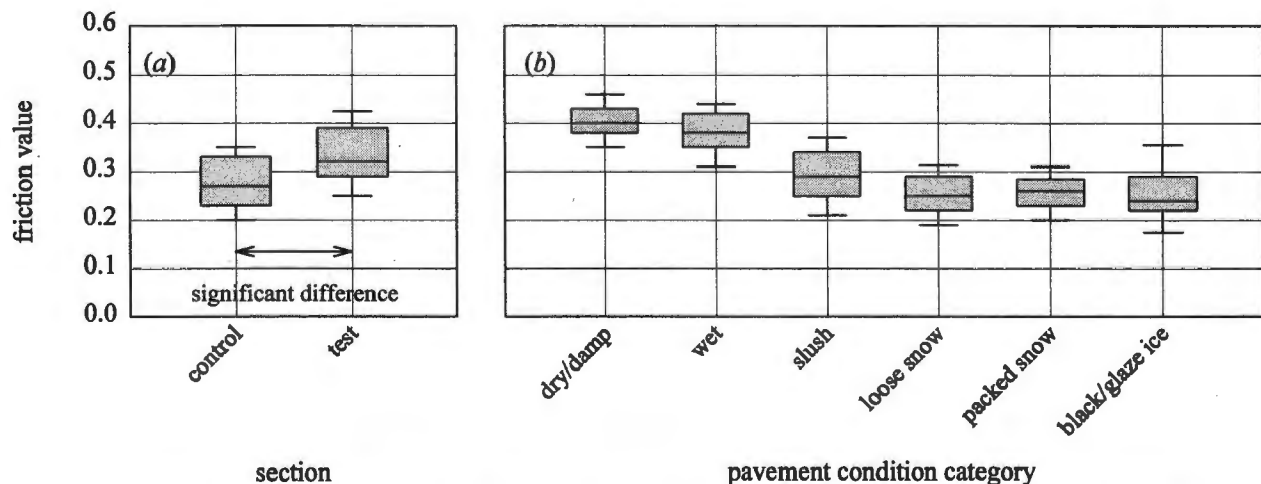 friction value
0.6
0.5
0.4
0.3
0.2
0.1
0.0
(a)
significant difference
control
test
section
(b)
dry/damp
wet
slush
loose snow
packed snow
black/glaze ice
pavement condition category